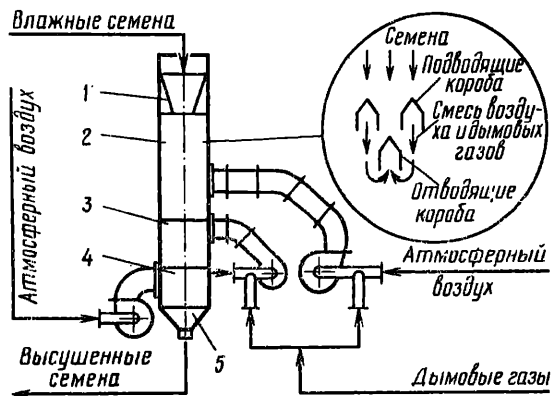 Влажные семена
Атмосферный воздух
1
2
3
4
5
Семена
Подводящие
короба
Смесь возду-
ха и дымовых
газов
Отводящие
короба
Атмосферный
воздух
Высушенные
семена
Дымовые газы